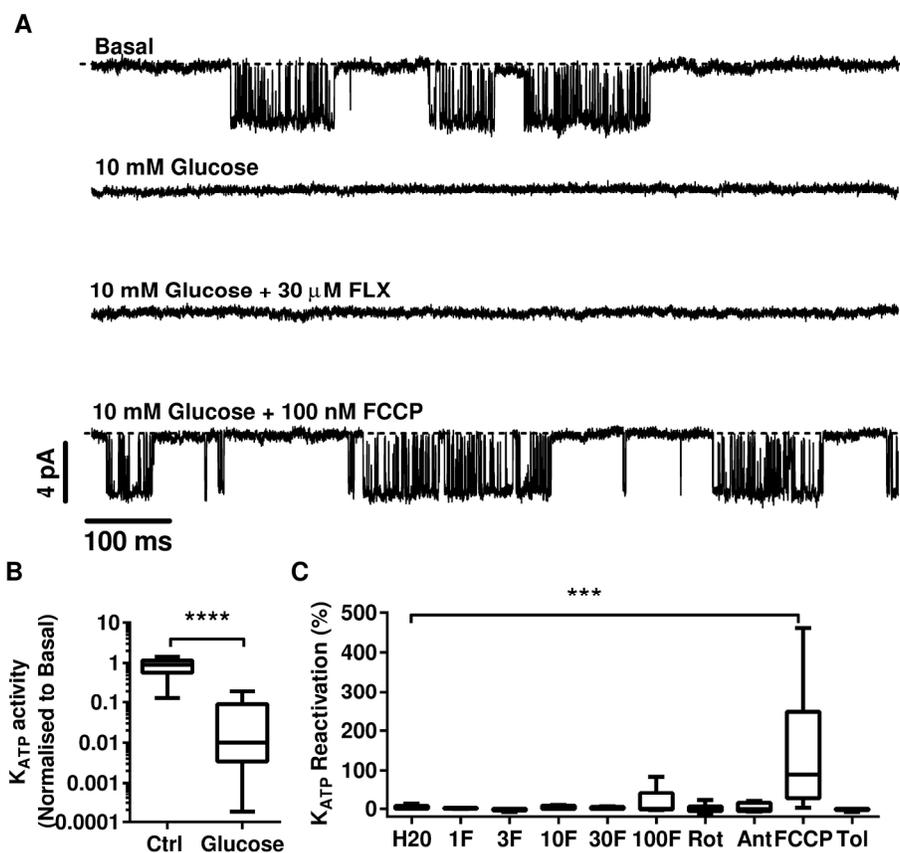 A
Basal
10 mM Glucose
10 mM Glucose + 30 μM FLX
10 mM Glucose + 100 nM FCCP
4 pA
100 ms
B
KATP activity
(Normalised to Basal)
****
10
1
0.1
0.01
0.001
0.0001
Ctrl Glucose
C
KATP Reactivation (%)
***
500
400
300
200
100
0
H20 1F 3F 10F 30F 100F Rot Ant FCCP Tol